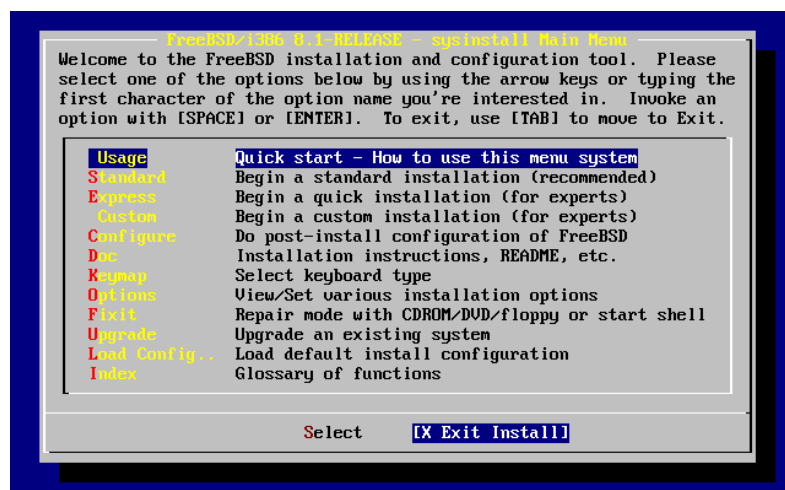 FreeBSD/i386 8.1-RELEASE - sysinstall Main Menu
Welcome to the FreeBSD installation and configuration tool.  Please
select one of the options below by using the arrow keys or typing the
first character of the option name you're interested in.  Invoke an
option with [SPACE] or [ENTER].  To exit, use [TAB] to move to Exit.
Usage Quick start - How to use this menu system
Standard Begin a standard installation (recommended)
Express Begin a quick installation (for experts)
Custom Begin a custom installation (for experts)
Configure Do post-install configuration of FreeBSD
Doc Installation instructions, README, etc.
Keymap Select keyboard type
Options View/Set various installation options
Fixit Repair mode with CDROM/DVD/floppy or start shell
Upgrade Upgrade an existing system
Load Config.. Load default install configuration
Index Glossary of functions
Select [X Exit Install]